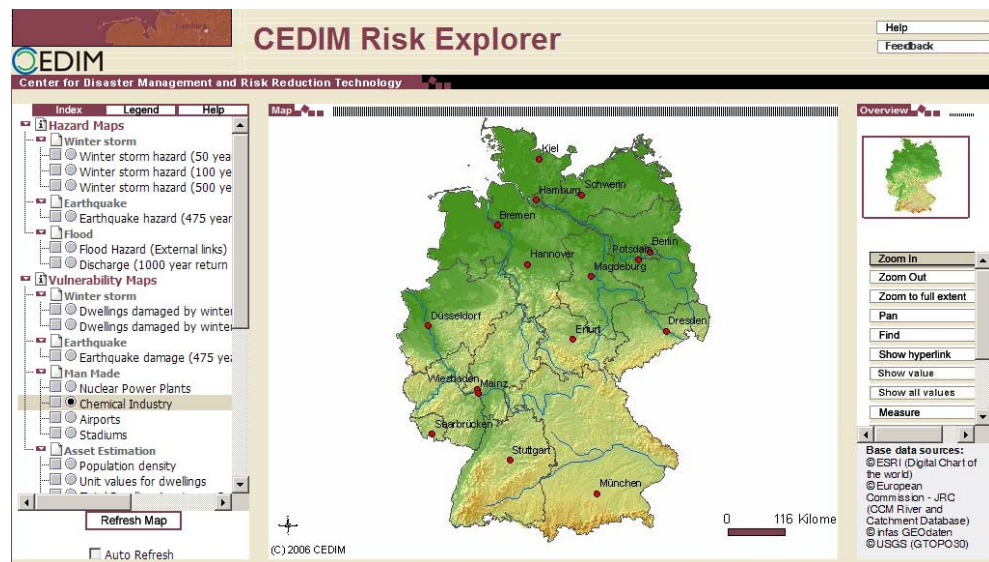 CEDIM
CEDIM Risk Explorer
Help
Feedback
Center for Disaster Management and Risk Reduction Technology
Index Legend Help
Hazard Maps
Winter storm
Winter storm hazard (50 yea
Winter storm hazard (100 ye
Winter storm hazard (500 ye
Earthquake
Earthquake hazard (475 year
Flood
Flood Hazard (External links)
Discharge (1000 year return
Vulnerability Maps
Winter storm
Dwellings damaged by winter
Dwellings damaged by winter
Earthquake
Earthquake damage (475 yea
Man Made
Nuclear Power Plants
Chemical Industry
Airports
Stadiums
Asset Estimation
Population density
Unit values for dwellings
Refresh Map
Auto Refresh
Map
Kiel
Hamburg
Schwerin
Bremen
Berlin
Potsdam
Hannover
Magdeburg
Düsseldorf
Dresden
Erfurt
Wiesbaden
Mainz
Saarbrücken
Stuttgart
München
0 116 Kilome
(C) 2006 CEDIM
Overview
Zoom In
Zoom Out
Zoom to full extent
Pan
Find
Show hyperlink
Show value
Show all values
Measure
Base data sources:
©ESRI (Digital Chart of
the world)
©European
Commission - JRC
(CCM River and
Catchment Database)
©infas GEOdaten
©USGS (GTOPO30)